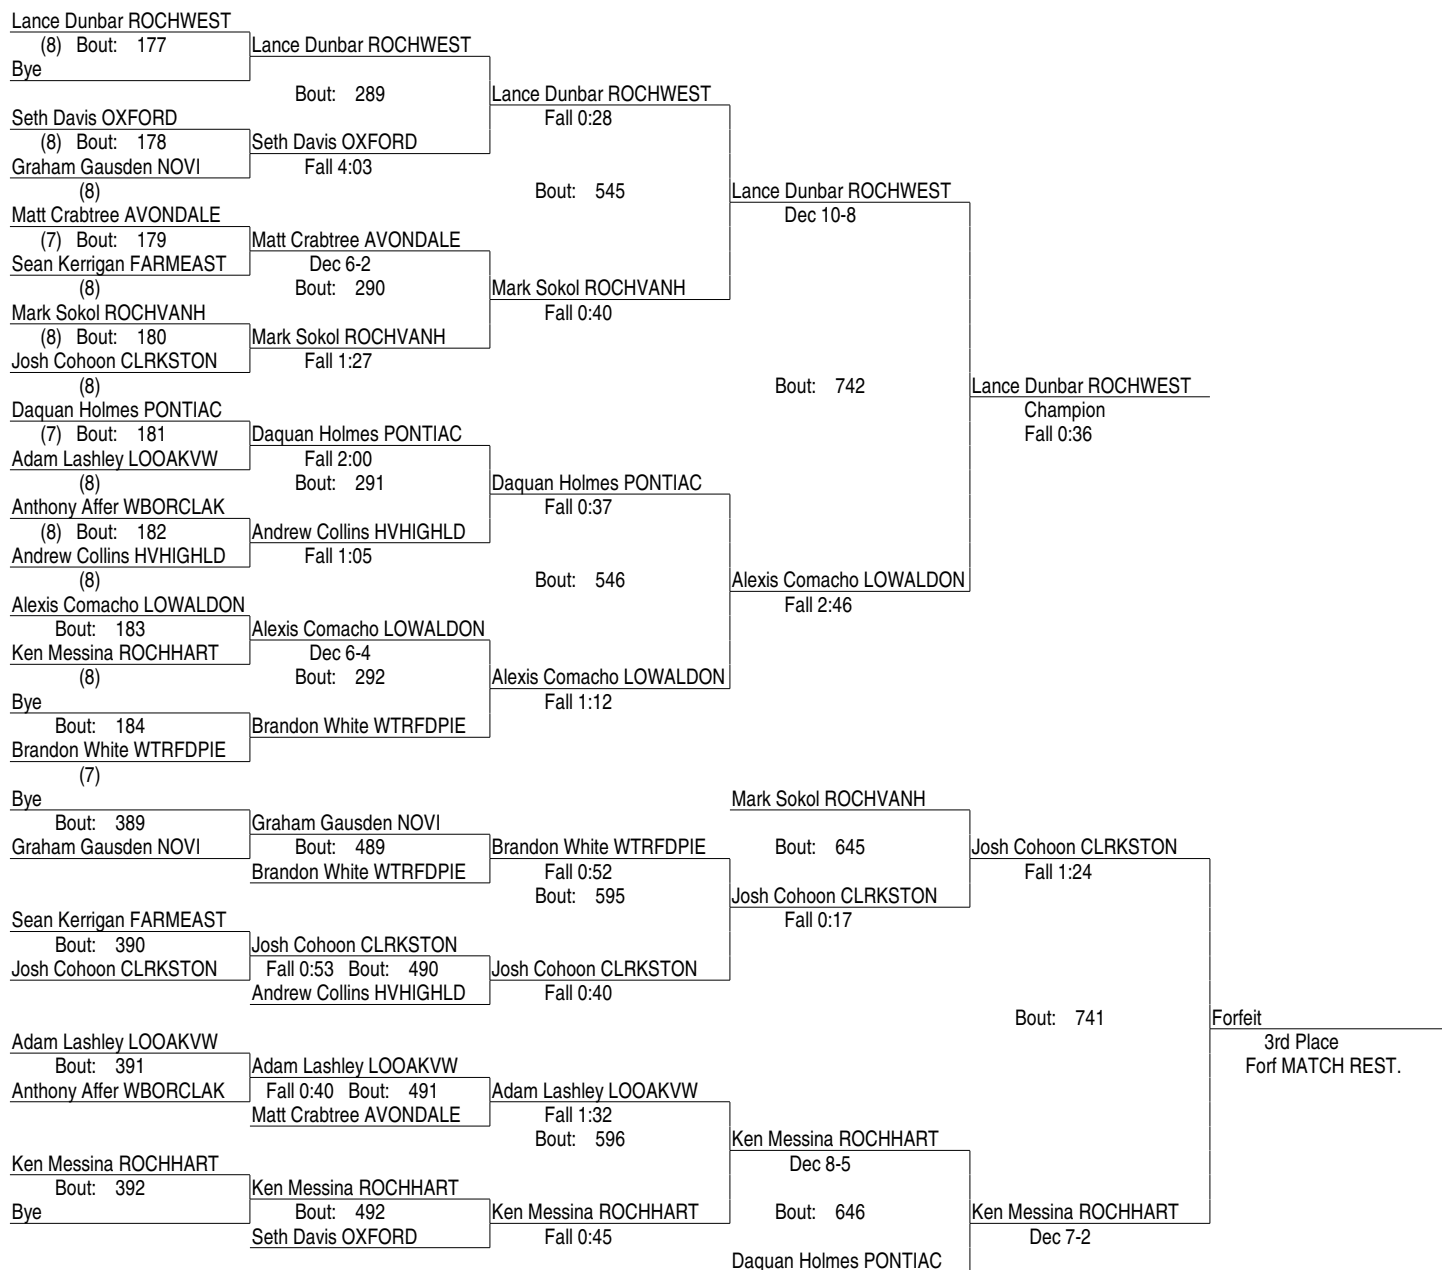 Lance Dunbar ROCHWEST
(8) Bout: 177 Lance Dunbar ROCHWEST
Bye
Bout: 289 Lance Dunbar ROCHWEST
Seth Davis OXFORD Fall 0:28
(8) Bout: 178 Seth Davis OXFORD
Graham Gausden NOVI Fall 4:03
(8) Bout: 545 Lance Dunbar ROCHWEST
Matt Crabtree AVONDALE Dec 10-8
(7) Bout: 179 Matt Crabtree AVONDALE
Sean Kerrigan FARMEAST Dec 6-2
(8) Bout: 290 Mark Sokol ROCHVANH
Mark Sokol ROCHVANH Fall 0:40
(8) Bout: 180 Mark Sokol ROCHVANH
Josh Cohoon CLRKSTON Fall 1:27
(8) Bout: 742 Lance Dunbar ROCHWEST
Daquan Holmes PONTIAC Champion
(7) Bout: 181 Daquan Holmes PONTIAC Fall 0:36
Adam Lashley LOOAKVW Fall 2:00
(8) Bout: 291 Daquan Holmes PONTIAC
Anthony Affer WBORCLAK Fall 0:37
(8) Bout: 182 Andrew Collins HVHIGHLD
Andrew Collins HVHIGHLD Fall 1:05
(8) Bout: 546 Alexis Comacho LOWALDON
Alexis Comacho LOWALDON Fall 2:46
Bout: 183 Alexis Comacho LOWALDON
Ken Messina ROCHHART Dec 6-4
(8) Bout: 292 Alexis Comacho LOWALDON
Bye Fall 1:12
Bout: 184 Brandon White WTRFDPIE
Brandon White WTRFDPIE
(7)
Bye Mark Sokol ROCHVANH
Bout: 389 Graham Gausden NOVI
Graham Gausden NOVI Bout: 489 Brandon White WTRFDPIE Bout: 645 Josh Cohoon CLRKSTON
Brandon White WTRFDPIE Fall 0:52 Fall 1:24
Bout: 595 Josh Cohoon CLRKSTON
Sean Kerrigan FARMEAST Fall 0:17
Bout: 390 Josh Cohoon CLRKSTON
Josh Cohoon CLRKSTON Fall 0:53 Bout: 490 Josh Cohoon CLRKSTON
Andrew Collins HVHIGHLD Fall 0:40
Bout: 741 Forfeit
Adam Lashley LOOAKVW 3rd Place
Bout: 391 Adam Lashley LOOAKVW Forf MATCH REST.
Anthony Affer WBORCLAK Fall 0:40 Bout: 491 Adam Lashley LOOAKVW
Matt Crabtree AVONDALE Fall 1:32
Bout: 596 Ken Messina ROCHHART
Ken Messina ROCHHART Dec 8-5
Bout: 392 Ken Messina ROCHHART
Bye Bout: 492 Ken Messina ROCHHART Bout: 646 Ken Messina ROCHHART
Seth Davis OXFORD Fall 0:45 Dec 7-2
Daquan Holmes PONTIAC